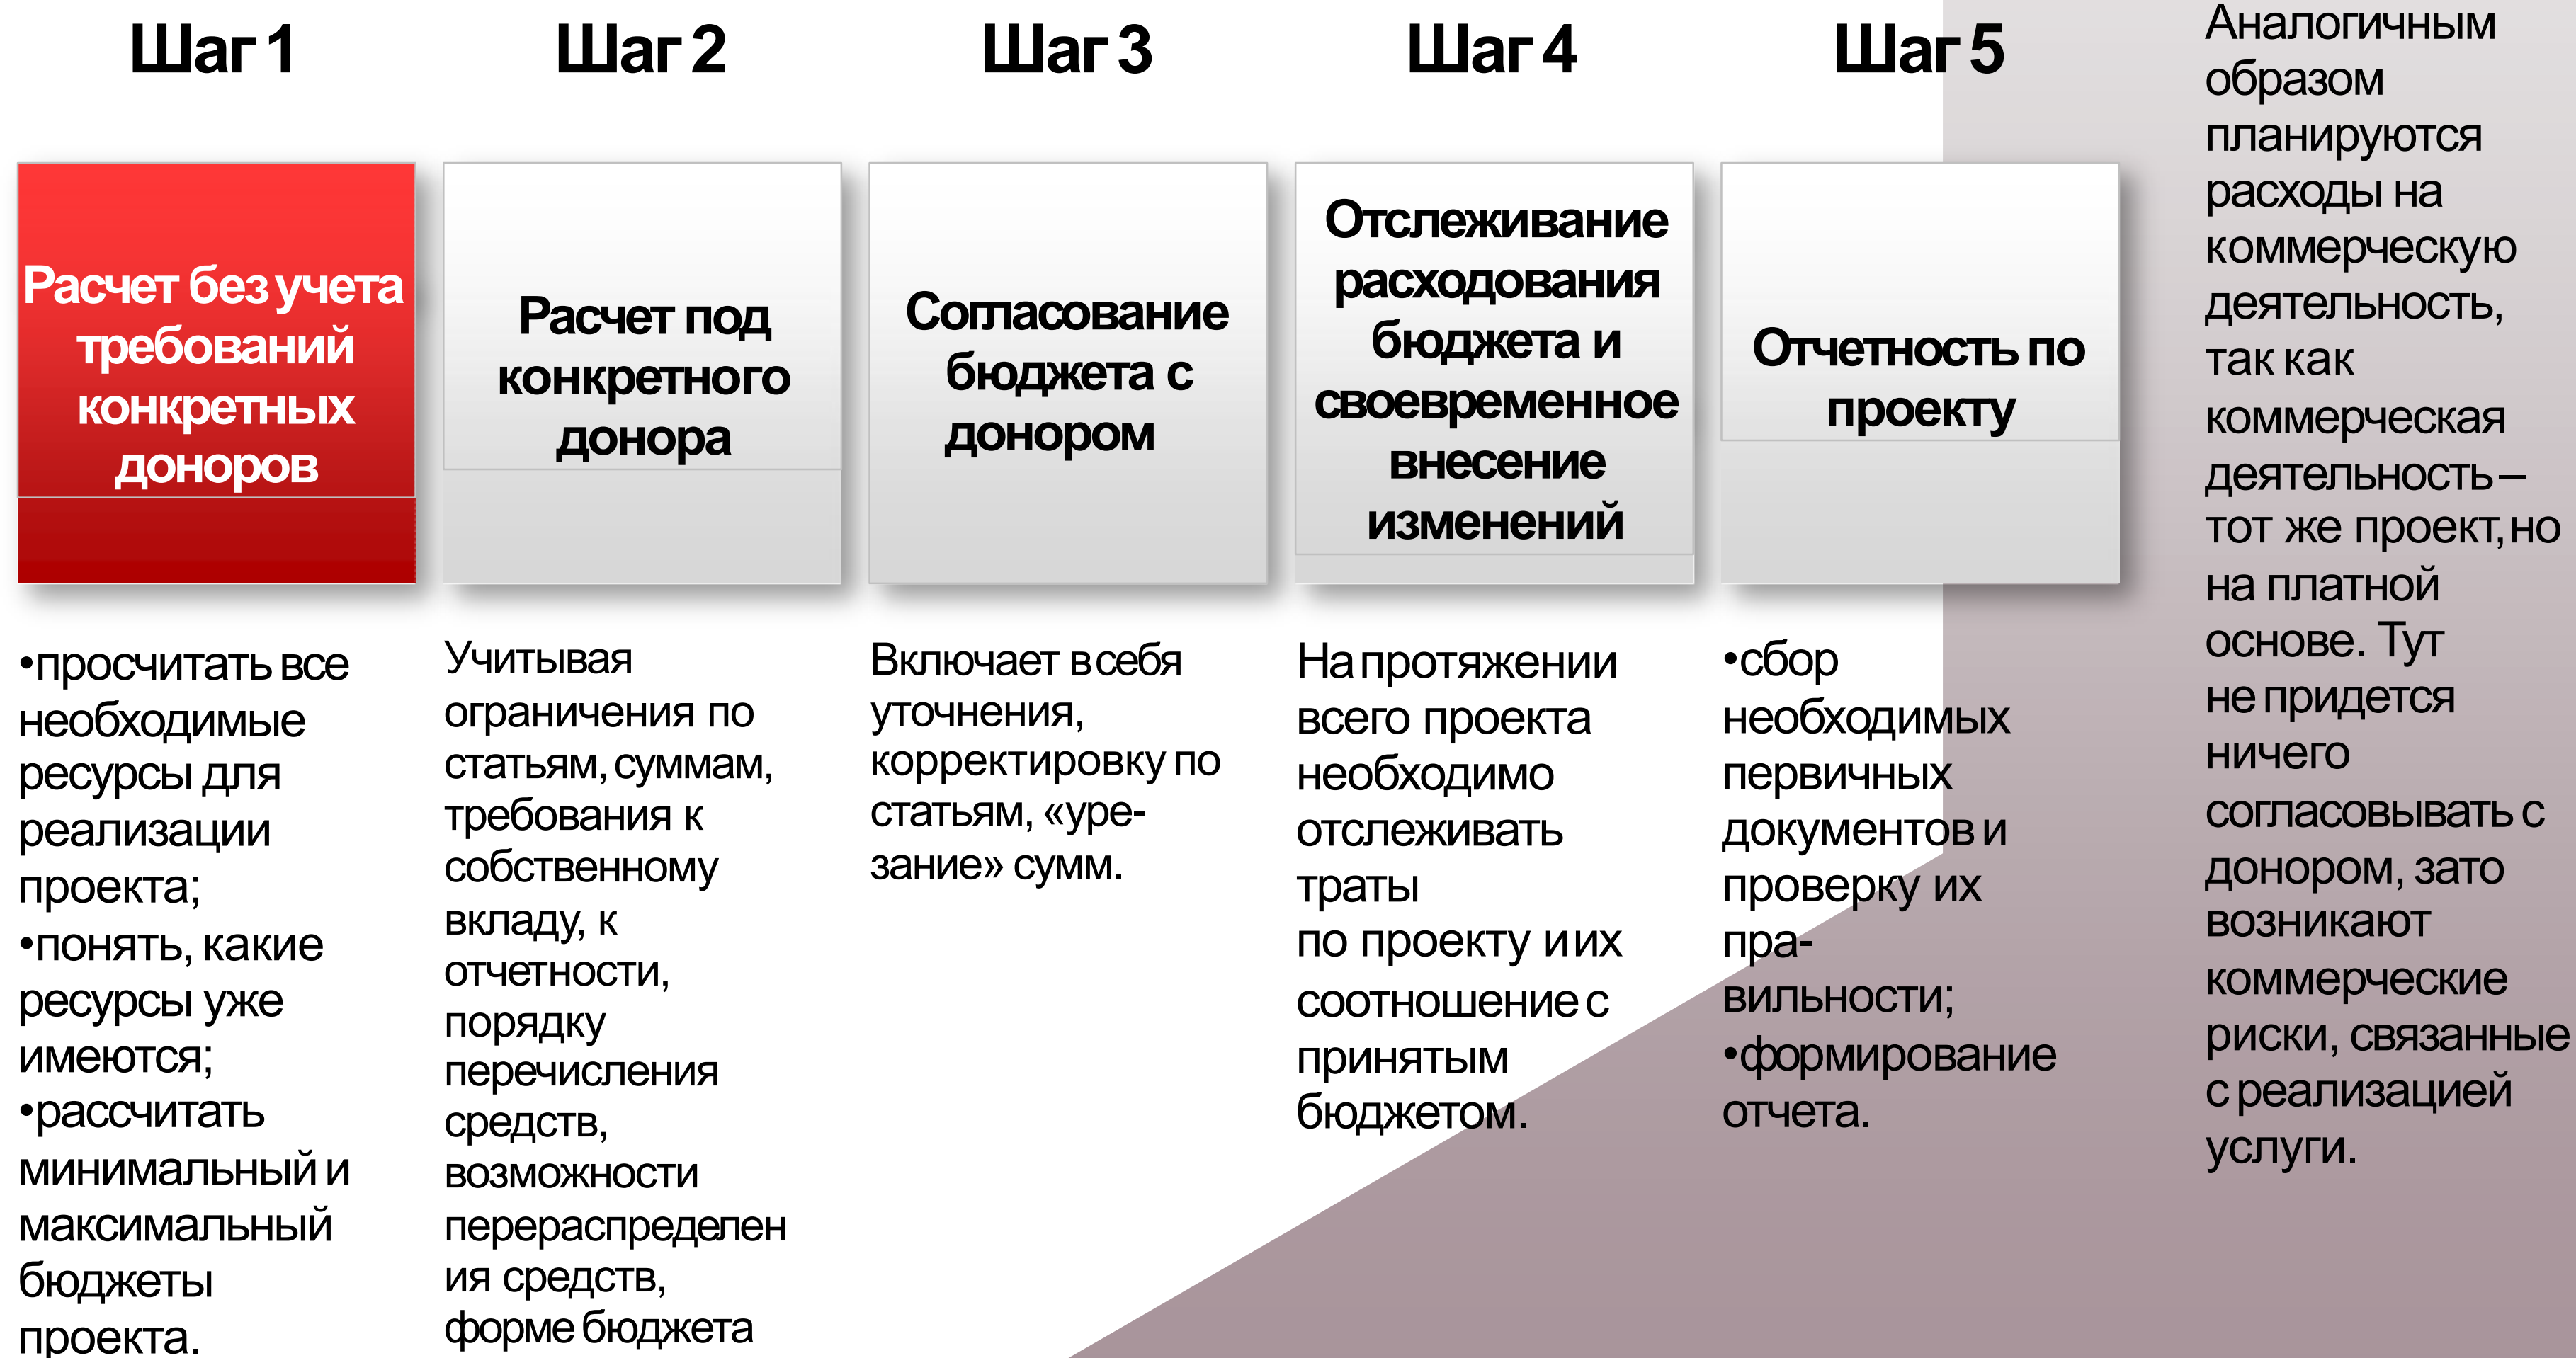 Шаг 1
Расчет без учета
требований
конкретных
доноров
•просчитать все
необходимые
ресурсы для
реализации
проекта;
•понять, какие
ресурсы уже
имеются;
•рассчитать
минимальный и
максимальный
бюджеты
проекта.
Шаг 2
Расчет под
конкретного
донора
Учитывая
ограничения по
статьям, суммам,
требования к
собственному
вкладу, к
отчетности,
порядку
перечисления
средств,
возможности
перераспределен
ия средств,
форме бюджета
Шаг 3
Согласование
бюджета с
донором
Включает в себя
уточнения,
корректировку по
статьям, «уре-
зание» сумм.
Шаг 4
Отслеживание
расходования
бюджета и
своевременное
внесение
изменений
На протяжении
всего проекта
необходимо
отслеживать
траты
по проекту и их
соотношение с
принятым
бюджетом.
Шаг 5
Отчетность по
проекту
•сбор
необходимых
первичных
документов и
проверку их
пра-
вильности;
•формирование
отчета.
Аналогичным
образом
планируются
расходы на
коммерческую
деятельность,
так как
коммерческая
деятельность –
тот же проект, но
на платной
основе. Тут
не придется
ничего
согласовывать с
донором, зато
возникают
коммерческие
риски, связанные
с реализацией
услуги.